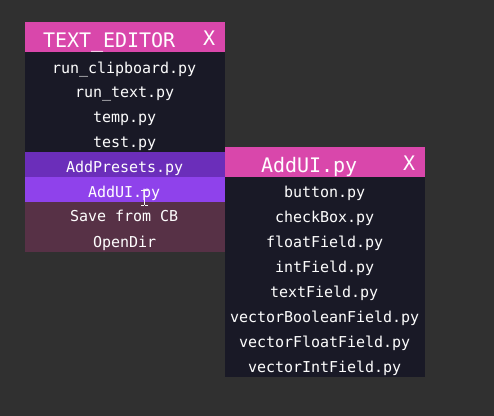 TEXT_EDITOR X
run_clipboard.py
run_text.py
temp.py
test.py
AddPresets.py
AddUI.py
Save from CB
OpenDir
AddUI.py X
button.py
checkBox.py
floatField.py
intField.py
textField.py
vectorBooleanField.py
vectorFloatField.py
vectorIntField.py